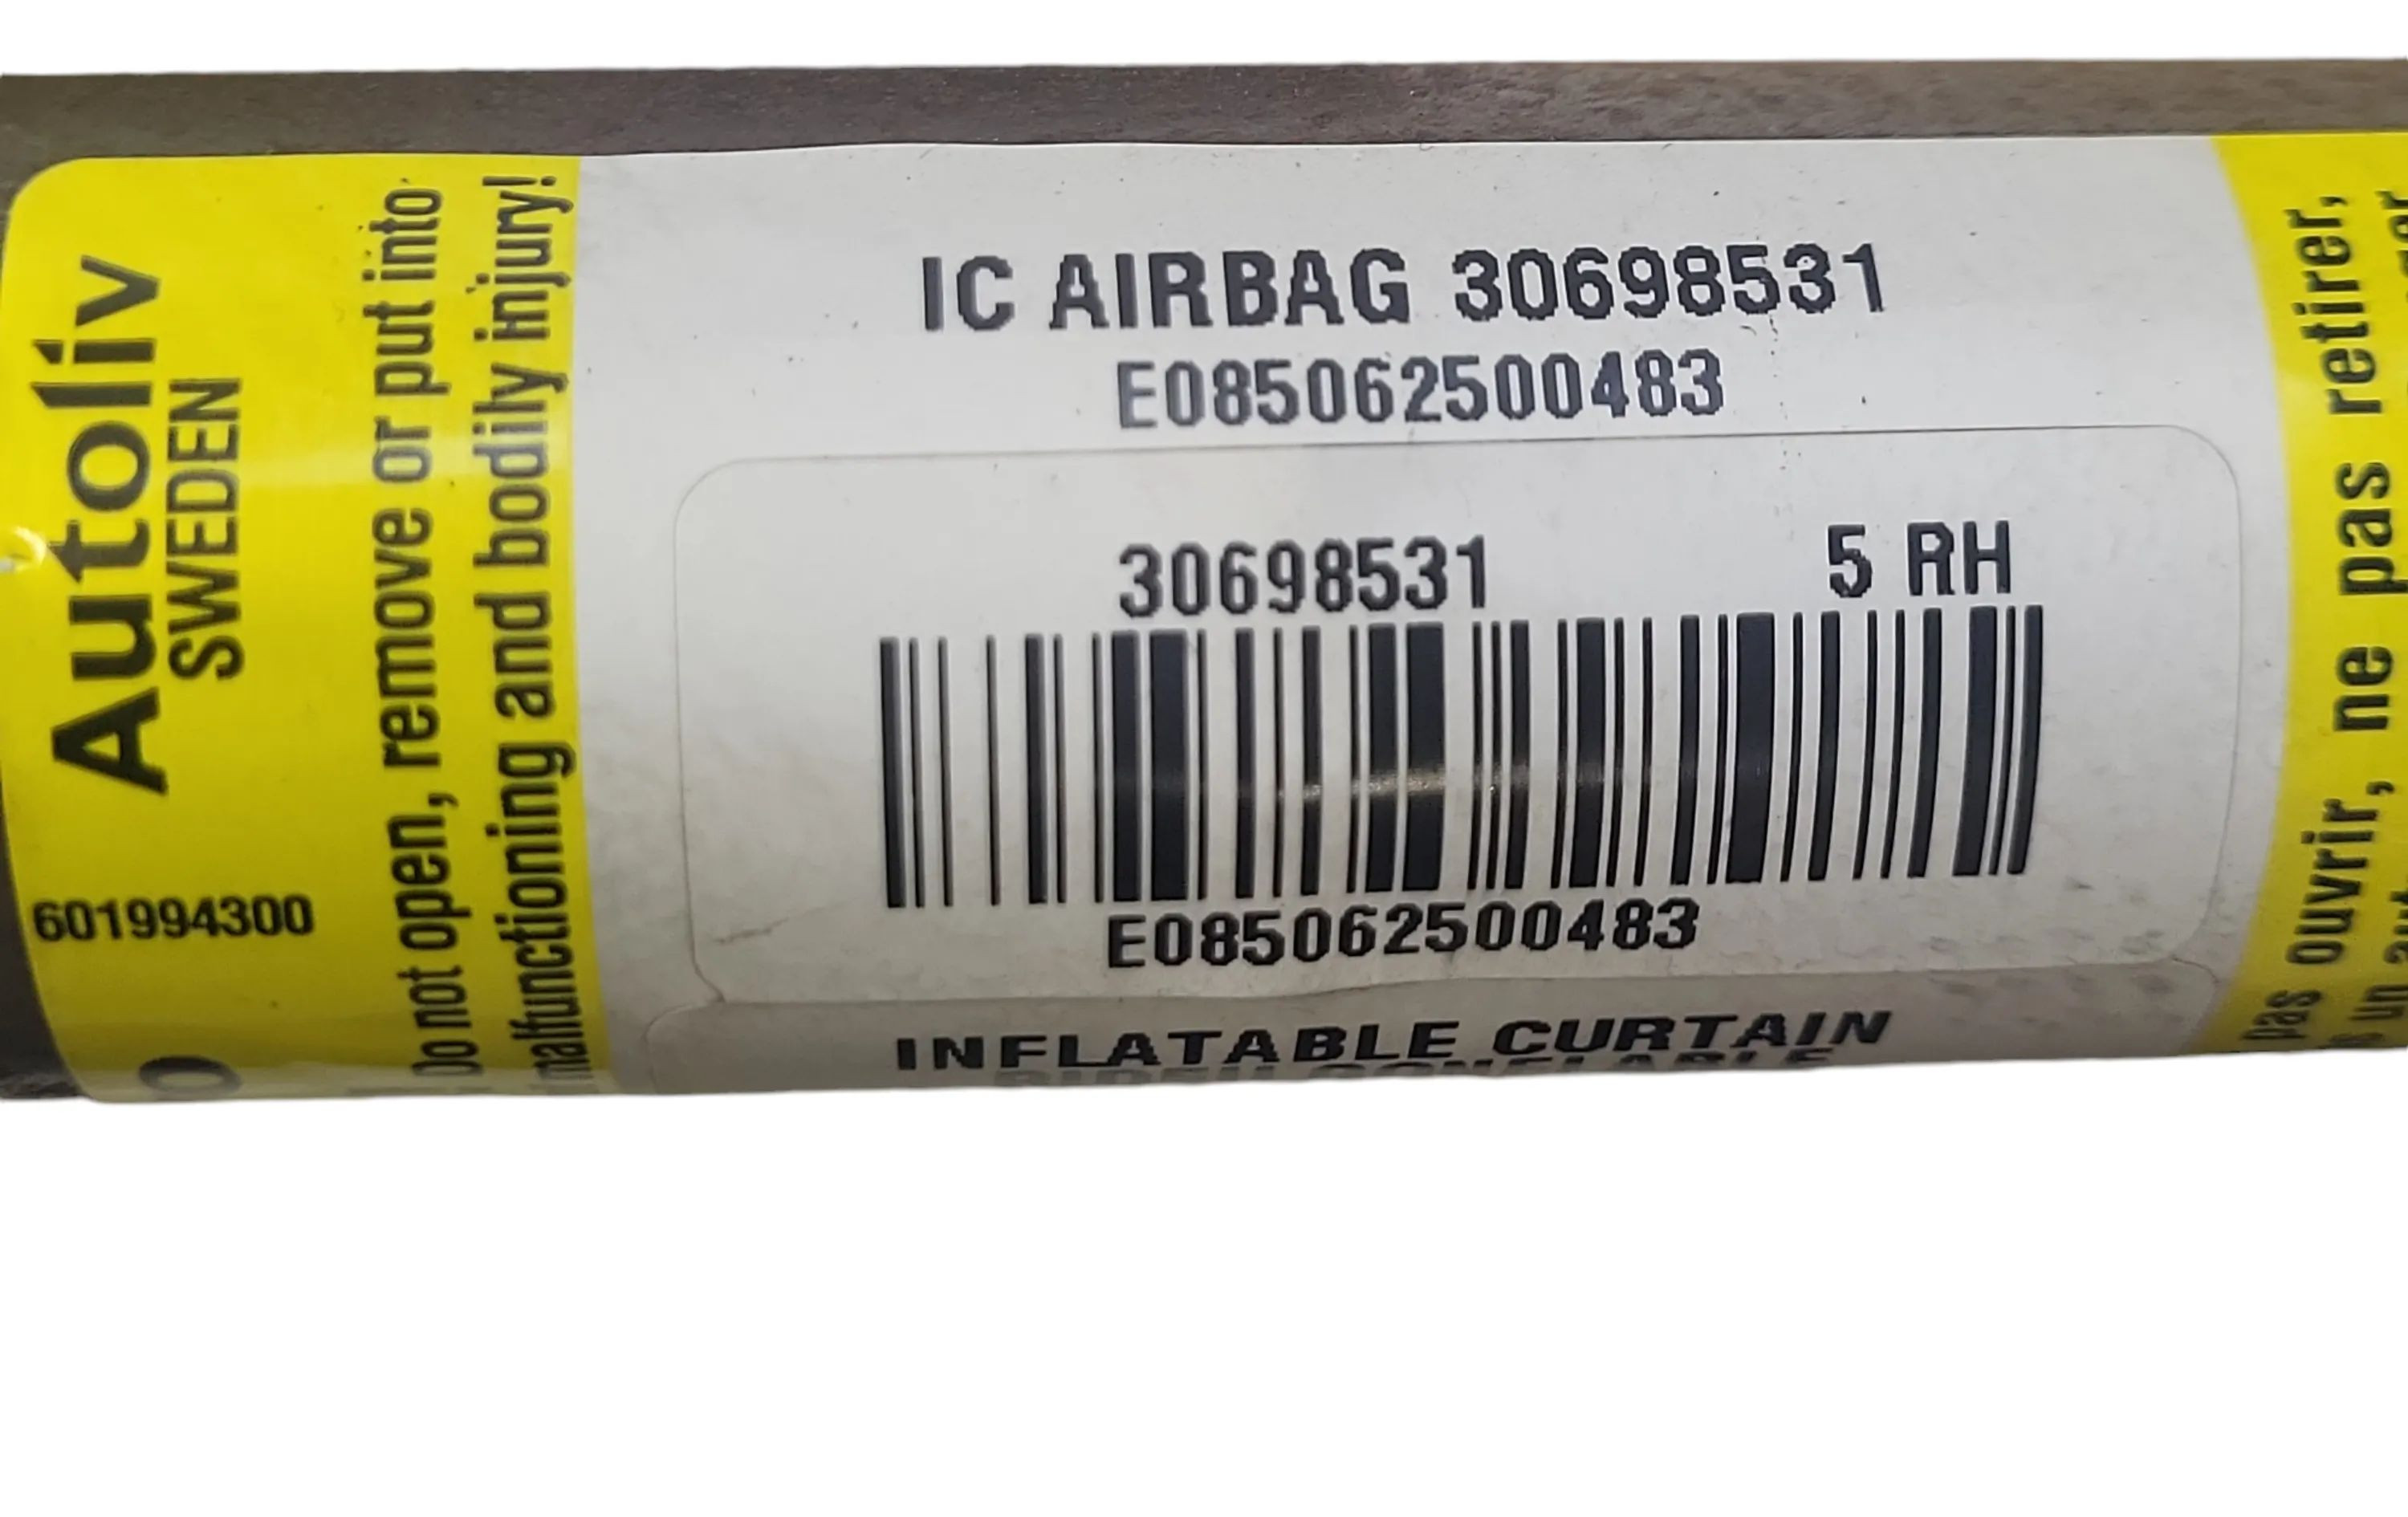 Autoliv
SWEDEN
601994300
Do not open, remove or put into
malfunctioning and bodily injury!
IC AIRBAG 30698531
E085062500483
30698531 5 RH
E085062500483
INFLATABLE CURTAIN
pas ouvrir, ne pas retirer,
un